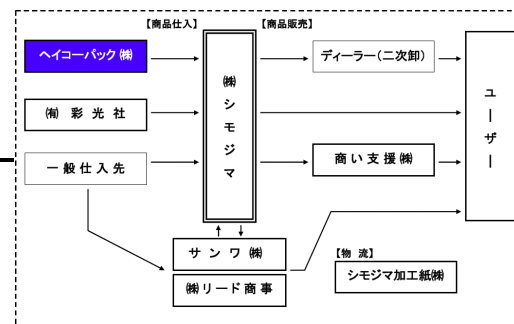 【商品仕入】
【商品販売】
ヘイコーパック㈱
㈲ 彩 光 社
一 般 仕 入 先
㈱シモジマ
ディーラー(二次卸)
商 い 支 援 ㈱
ユーザー
サ ン ワ ㈱
㈱リード商事
【物 流】
シモジマ加工紙㈱